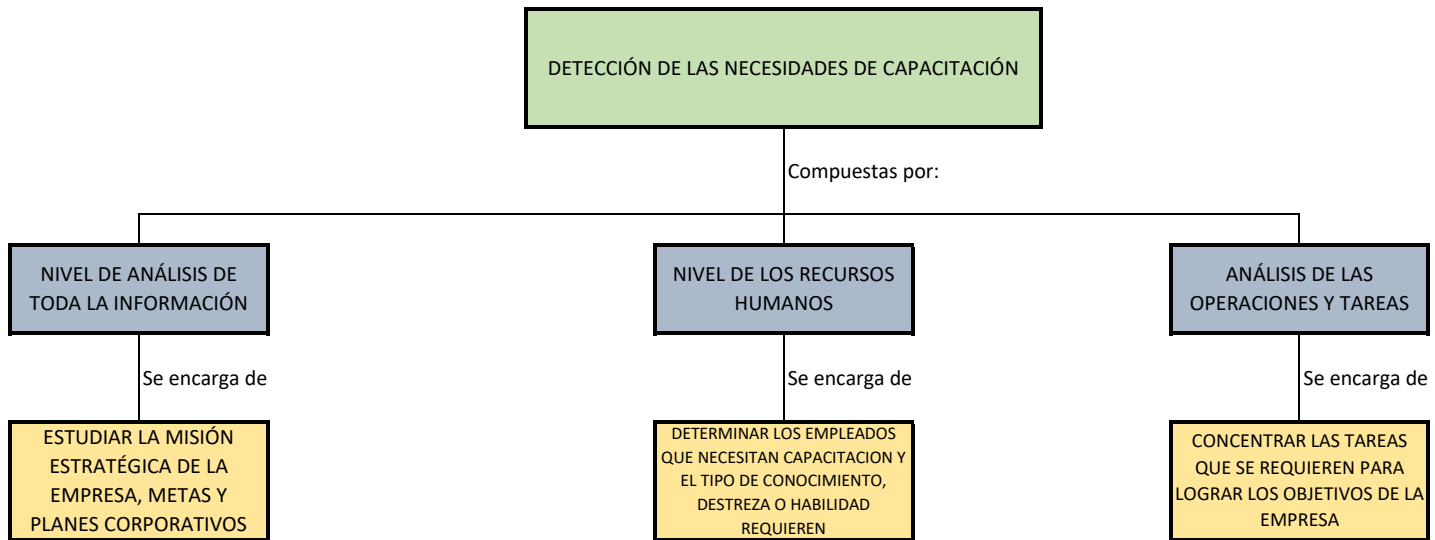 DETECCIÓN DE LAS NECESIDADES DE CAPACITACIÓN
Compuestas por:
NIVEL DE ANÁLISIS DE
TODA LA INFORMACIÓN
NIVEL DE LOS RECURSOS
HUMANOS
ANÁLISIS DE LAS
OPERACIONES Y TAREAS
Se encarga de
Se encarga de
Se encarga de
ESTUDIAR LA MISIÓN
ESTRATÉGICA DE LA
EMPRESA, METAS Y
PLANES CORPORATIVOS
DETERMINAR LOS EMPLEADOS
QUE NECESITAN CAPACITACION Y
EL TIPO DE CONOCIMIENTO,
DESTREZA O HABILIDAD
REQUIEREN
CONCENTRAR LAS TAREAS
QUE SE REQUIEREN PARA
LOGRAR LOS OBJETIVOS DE LA
EMPRESA